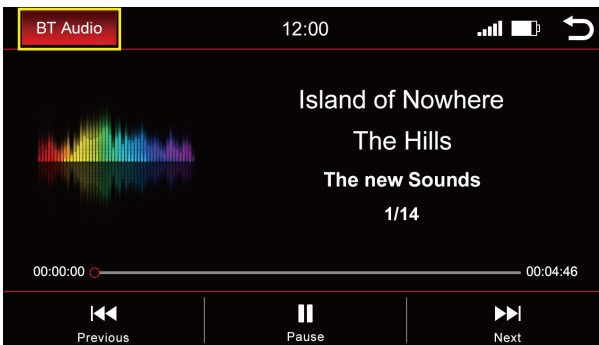 BT Audio 12:00
Island of Nowhere
The Hills
The new Sounds
1/14
00:00:00 00:04:46
Previous Pause Next